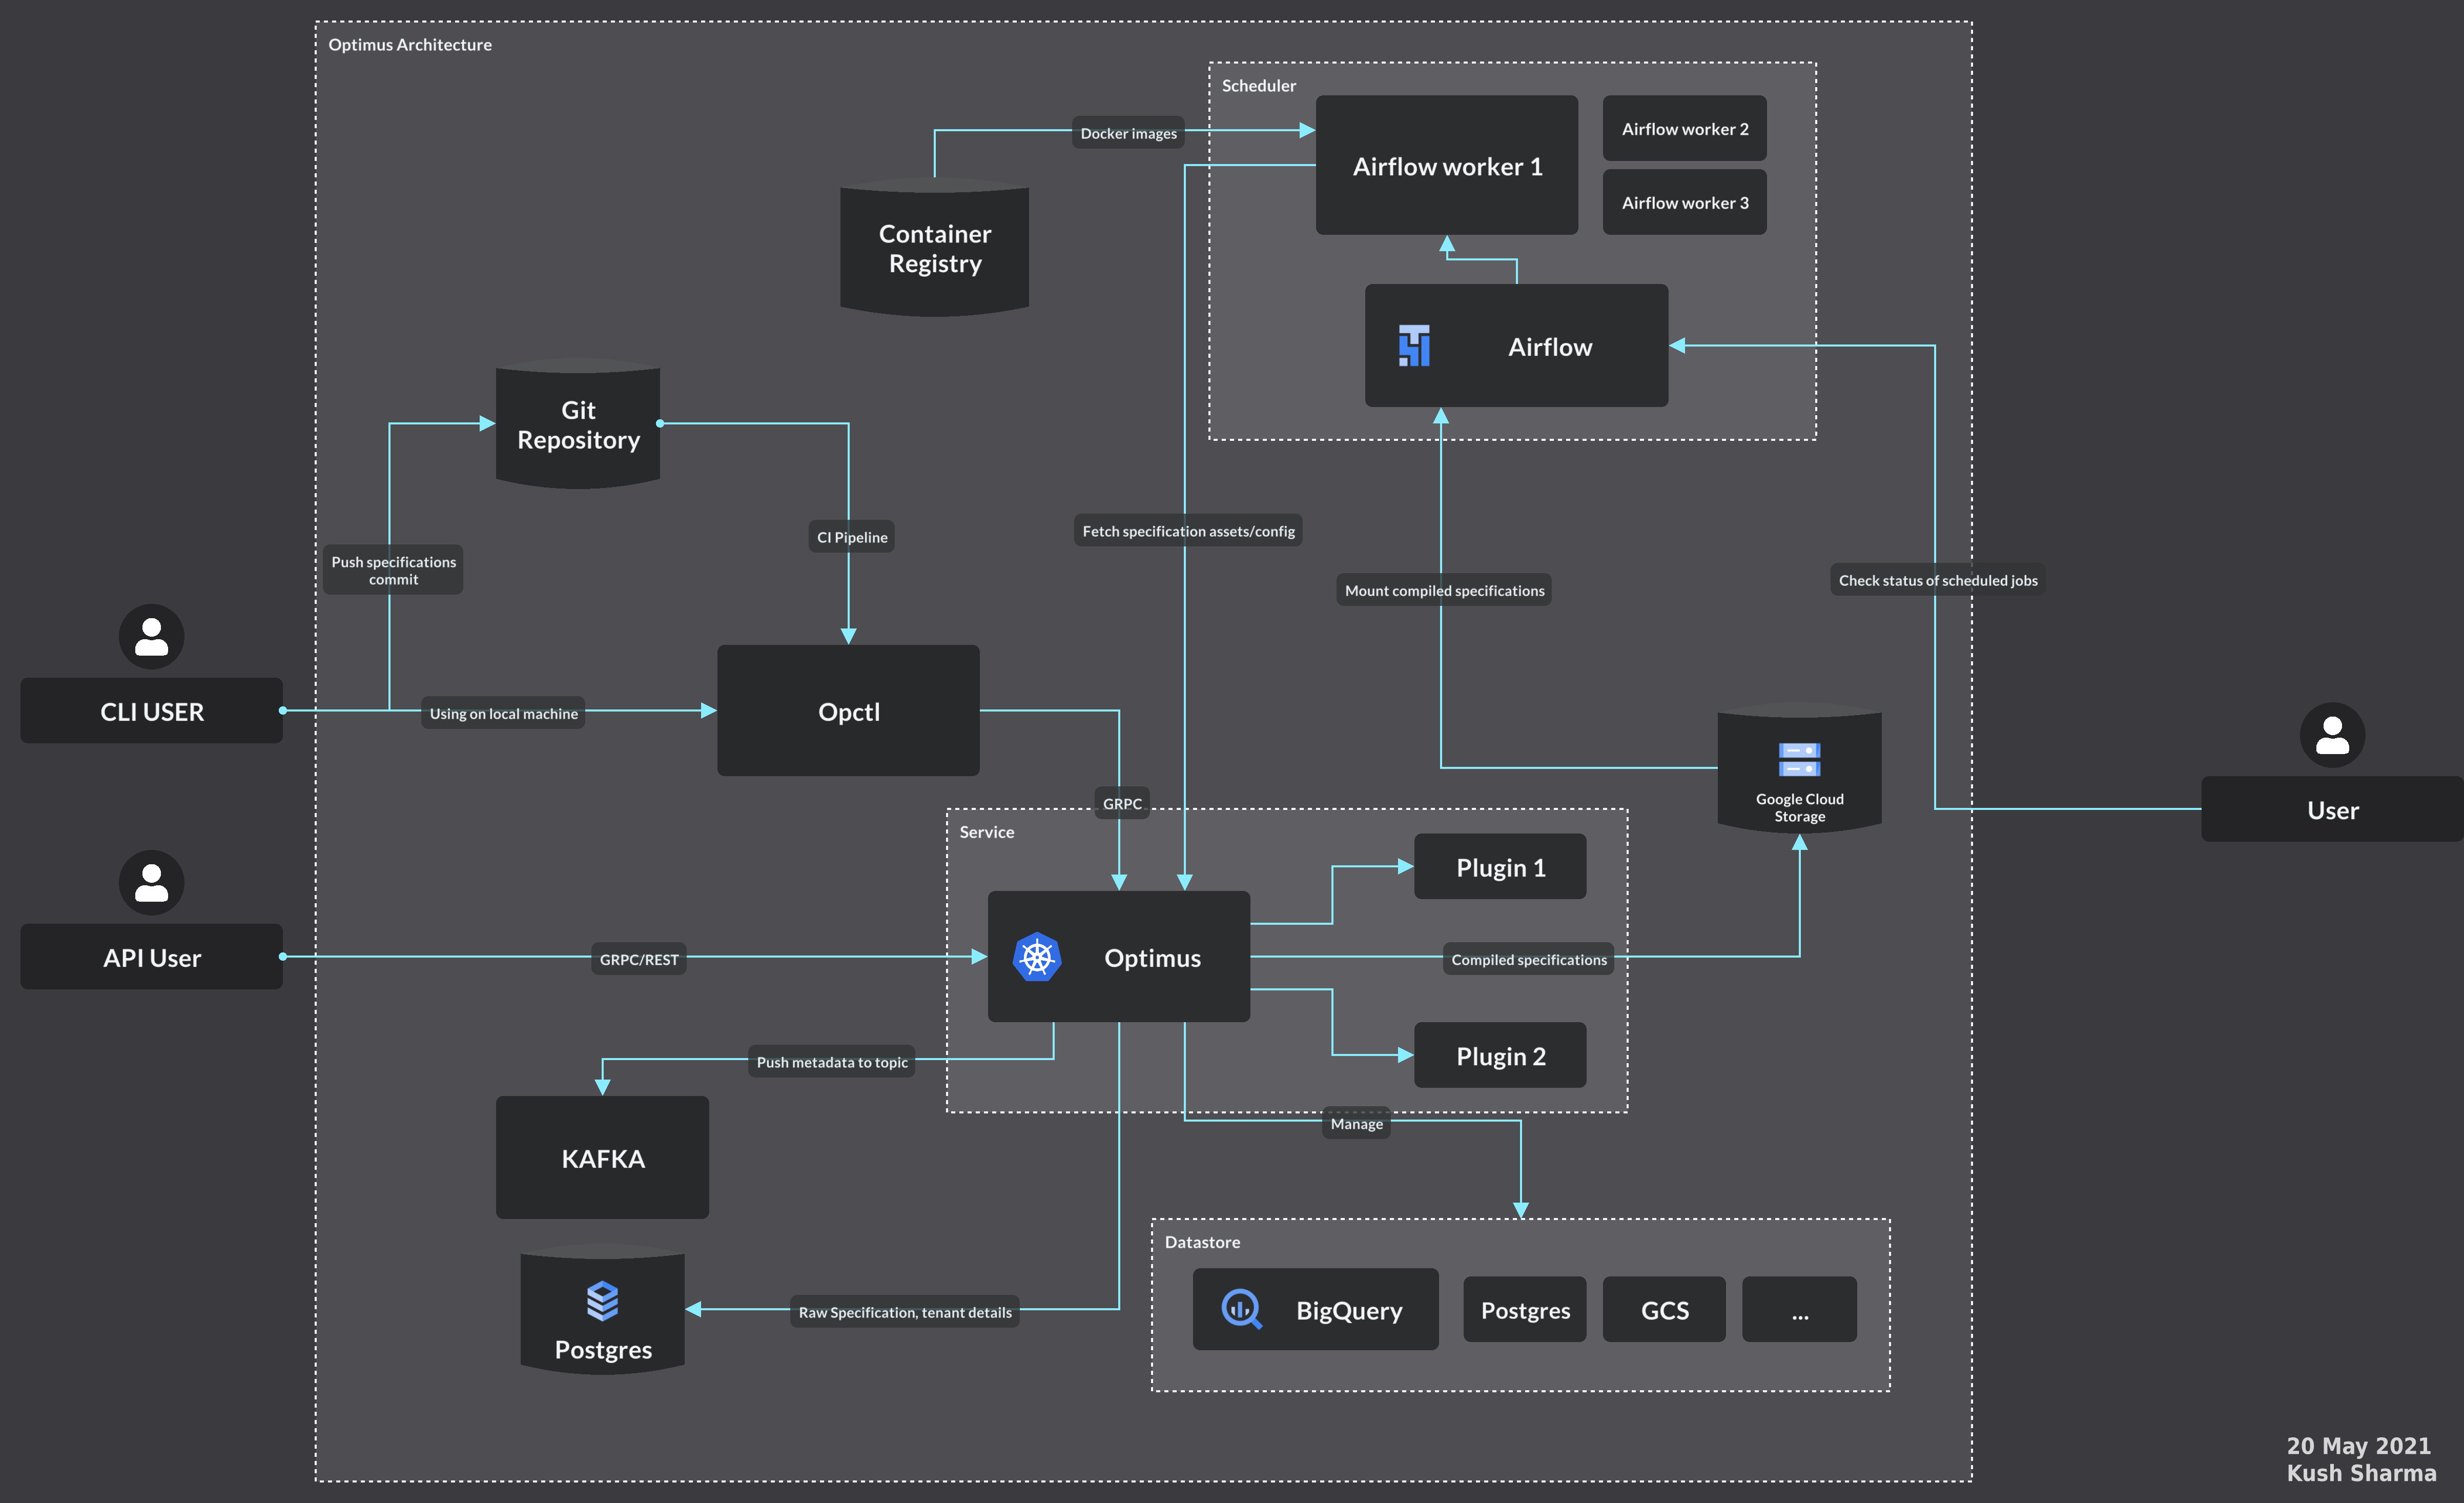 Optimus Architecture
Scheduler
Docker images
Airflow worker 1
Airflow worker 2
Airflow worker 3
Container
Registry
Airflow
Git
Repository
Push specifications
commit
CI Pipeline
Fetch specification assets/config
Mount compiled specifications
Check status of scheduled jobs
CLI USER
Using on local machine
Opctl
GRPC
Google Cloud
Storage
User
Service
Plugin 1
API User
GRPC/REST
Optimus
Compiled specifications
Plugin 2
Push metadata to topic
Manage
KAFKA
Datastore
Raw Specification, tenant details
Postgres
BigQuery
Postgres
GCS
...
20 May 2021
Kush Sharma